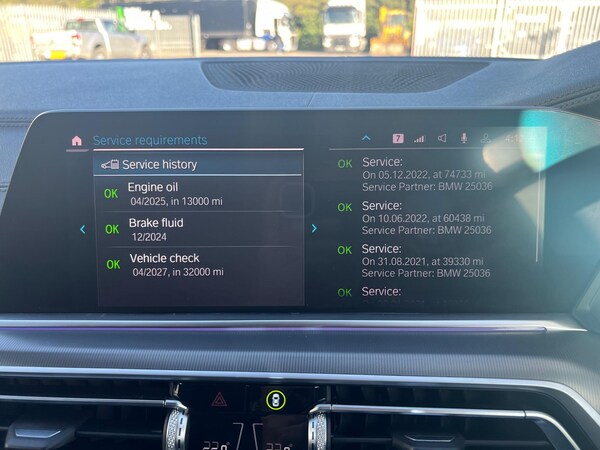 Service requirements
7
Service history
OK Engine oil
04/2025, in 13000 mi
OK Brake fluid
12/2024
OK Vehicle check
04/2027, in 32000 mi
OK Service:
On 05.12.2022, at 74733 mi
Service Partner: BMW 25036
OK Service:
On 10.06.2022, at 60438 mi
Service Partner: BMW 25036
OK Service:
On 31.08.2021, at 39330 mi
Service Partner: BMW 25036
OK Service: